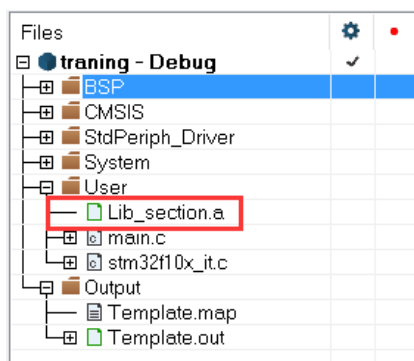 Files
traning - Debug
BSP
CMSIS
StdPeriph_Driver
System
User
Lib_section.a
main.c
stm32f10x_it.c
Output
Template.map
Template.out